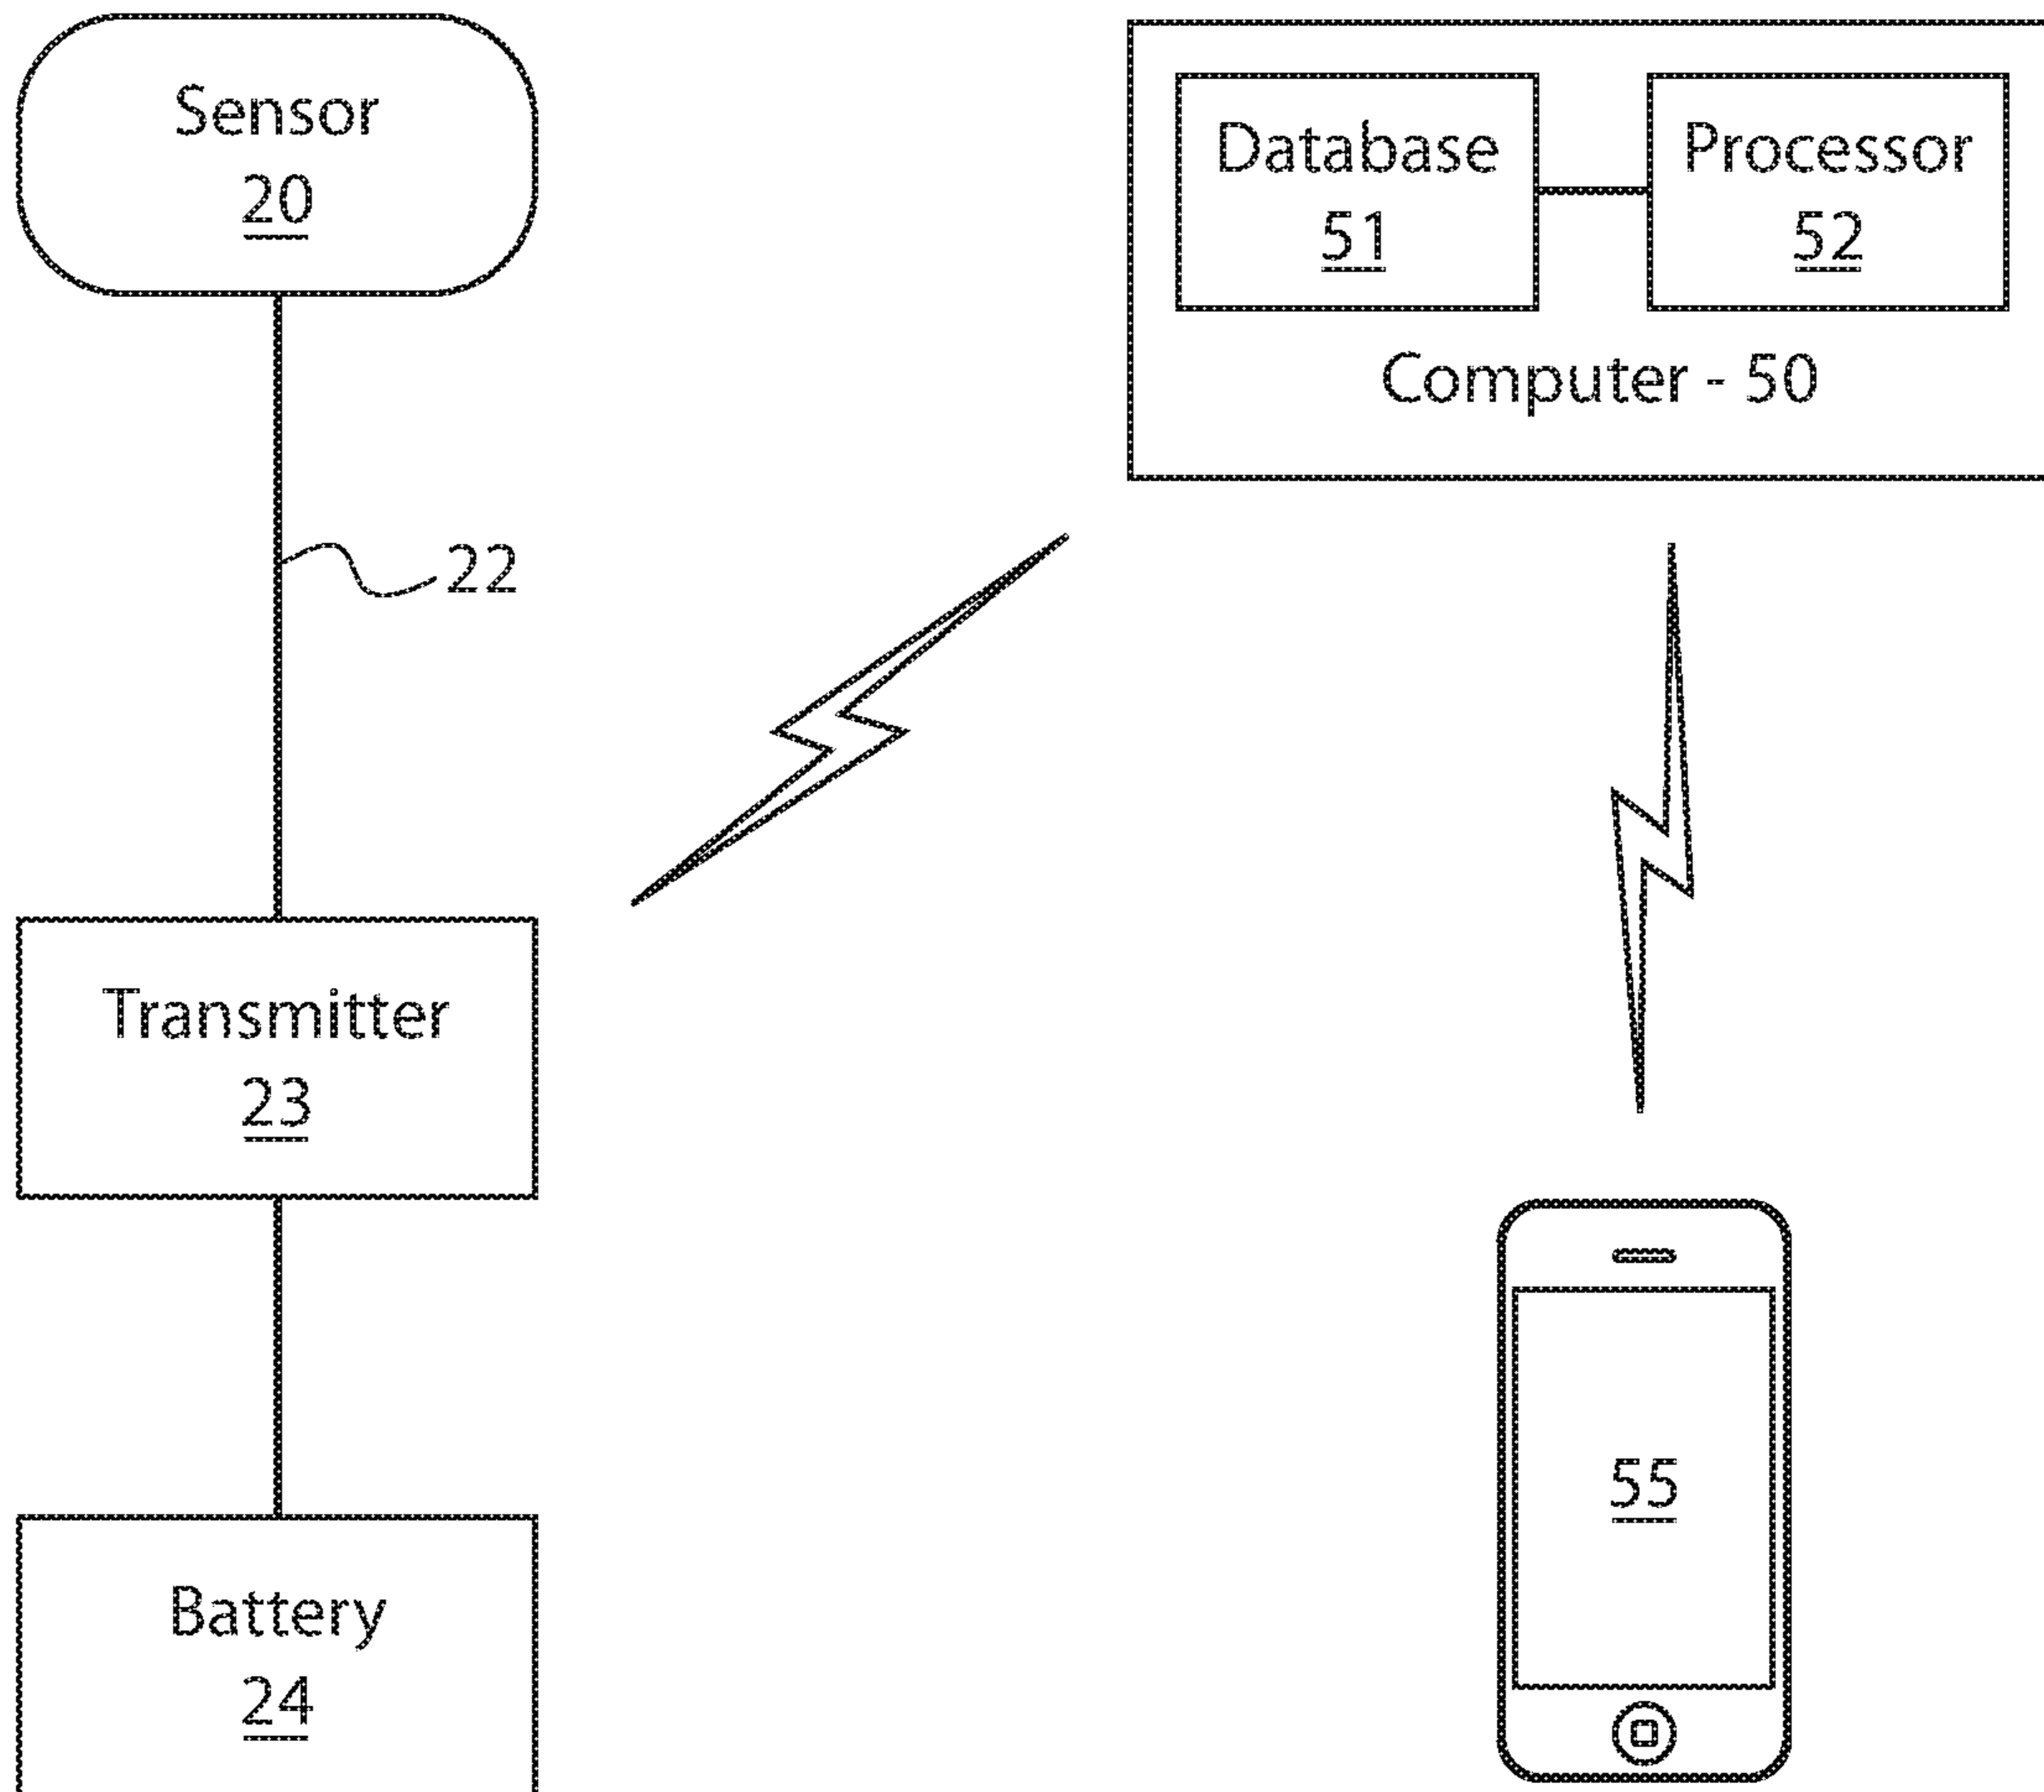 Sensor
20
22
Transmitter
23
Battery
24
Database
51
Processor
52
Computer - 50
55